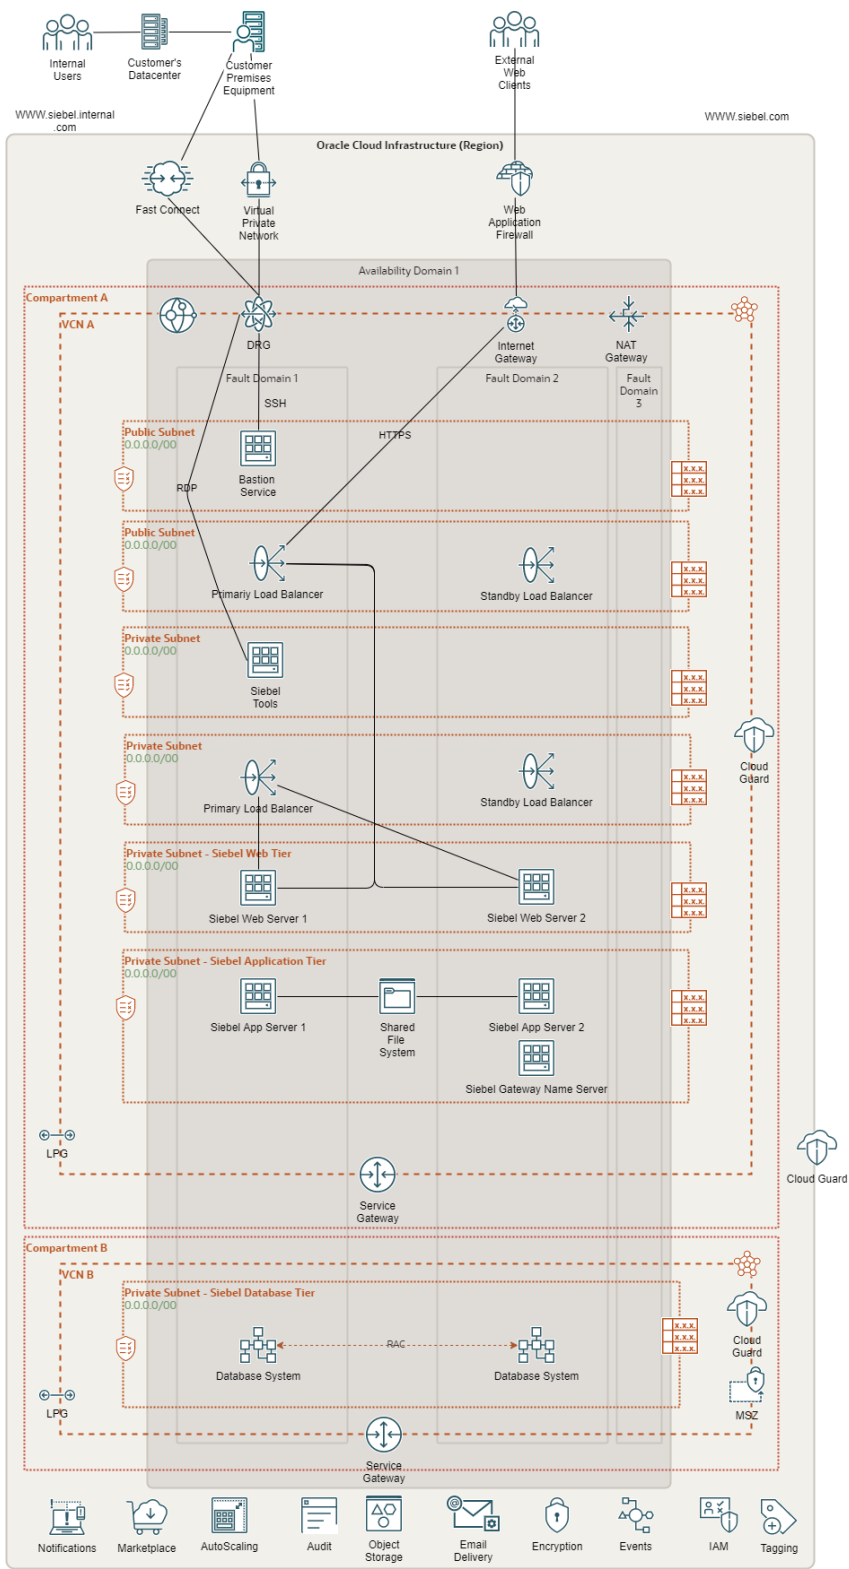 Internal
Users
Customer's
Datacenter
Customer
Premises
Equipment
External
Web
Clients
WWW.siebel.internal
.com
WWW.siebel.com
Oracle Cloud Infrastructure (Region)
Fast Connect
Virtual
Private
Network
Web
Application
Firewall
Availability Domain 1
Compartment A
VCN A
DRG
Internet
Gateway
NAT
Gateway
Fault Domain 1
Fault Domain 2
Fault
Domain
3
SSH
HTTPS
RDP
Public Subnet
0.0.0.0/00
Bastion
Service
x.x.x.
x.x.x.
x.x.x.
Public Subnet
0.0.0.0/00
Primariy Load Balancer
Standby Load Balancer
x.x.x.
x.x.x.
x.x.x.
Private Subnet
0.0.0.0/00
Siebel
Tools
x.x.x.
x.x.x.
x.x.x.
Cloud
Guard
Private Subnet
0.0.0.0/00
Primary Load Balancer
Standby Load Balancer
x.x.x.
x.x.x.
x.x.x.
Private Subnet - Siebel Web Tier
0.0.0.0/00
Siebel Web Server 1
Siebel Web Server 2
x.x.x.
x.x.x.
x.x.x.
Private Subnet - Siebel Application Tier
0.0.0.0/00
Siebel App Server 1
Shared
File
System
Siebel App Server 2
Siebel Gateway Name Server
x.x.x.
x.x.x.
x.x.x.
LPG
Service
Gateway
Cloud Guard
Compartment B
VCN B
Private Subnet - Siebel Database Tier
0.0.0.0/00
Database System
RAC
Database System
x.x.x.
x.x.x.
x.x.x.
Cloud
Guard
MSZ
LPG
Service
Gateway
Notifications
Marketplace
AutoScaling
Audit
Object
Storage
@
Email
Delivery
Encryption
Events
IAM
Tagging